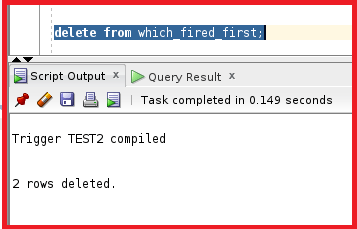 delete from which_fired_first;
Script Output x Query Result x
Task completed in 0.149 seconds
Trigger TEST2 compiled
2 rows deleted.